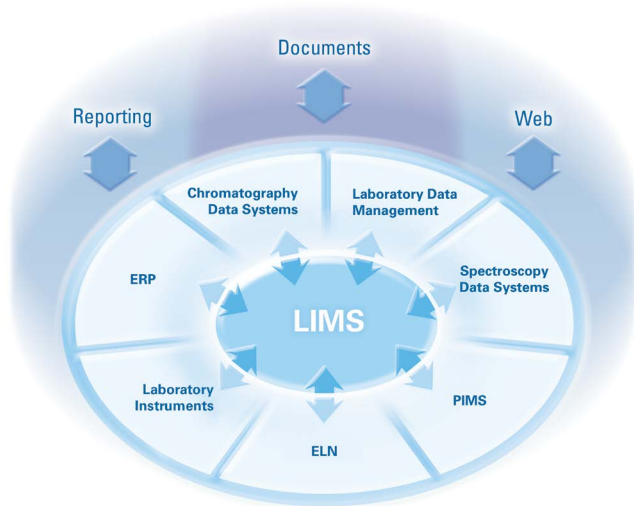 Documents
Reporting
Web
Chromatography
Data Systems
Laboratory Data
Management
ERP
Spectroscopy
Data Systems
LIMS
Laboratory
Instruments
PIMS
ELN